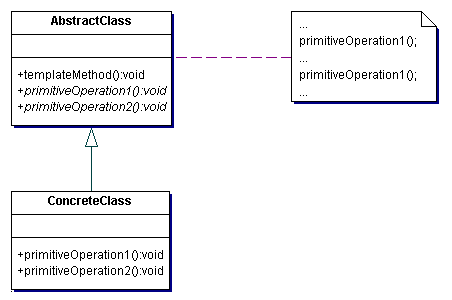 AbstractClass
+templateMethod():void
+primitiveOperation1():void
+primitiveOperation2():void
...
primitiveOperation1();
...
primitiveOperation1();
...
ConcreteClass
+primitiveOperation1():void
+primitiveOperation2():void